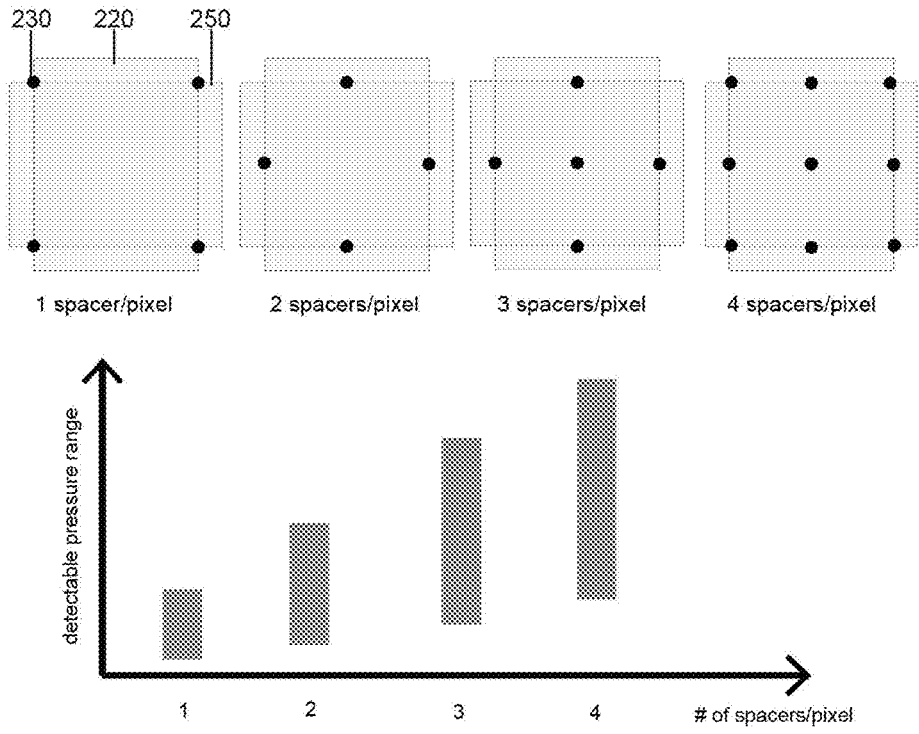 230 220 250
1 spacer/pixel 2 spacers/pixel 3 spacers/pixel 4 spacers/pixel
detectable pressure range
1 2 3 4 # of spacers/pixel